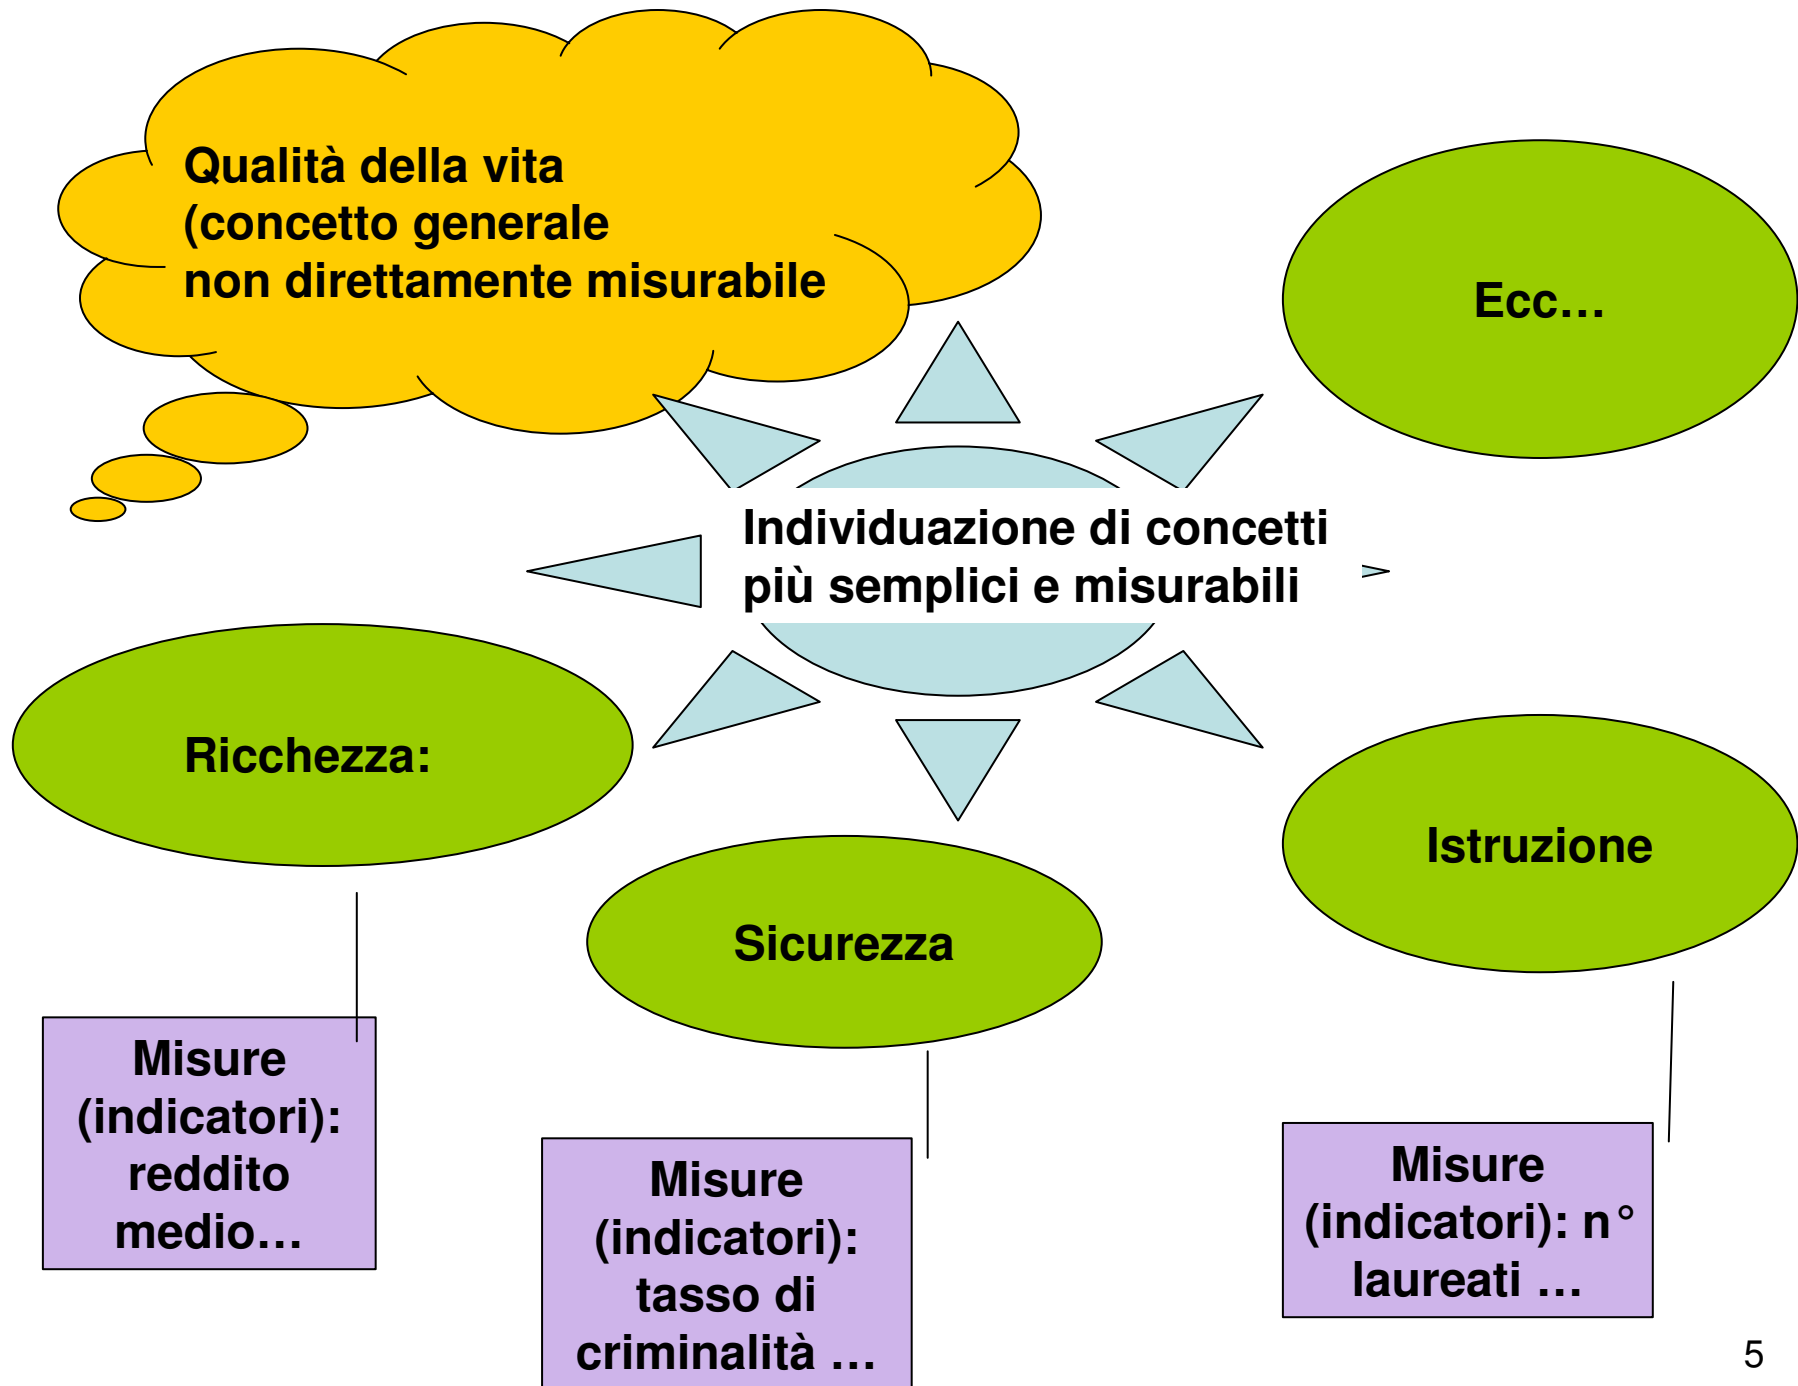 Qualità della vita
(concetto generale
non direttamente misurabile
Ecc…
Individuazione di concetti
più semplici e misurabili
Ricchezza:
Istruzione
Sicurezza
Misure
(indicatori):
reddito
medio…
Misure
(indicatori):
tasso di
criminalità …
Misure
(indicatori): n°
laureati …
5